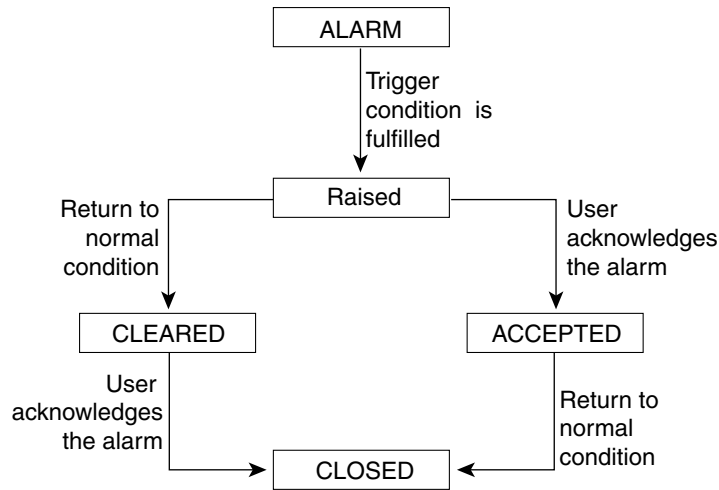 ALARM
Trigger
condition is
fulfilled
Raised
Return to
normal
condition
User
acknowledges
the alarm
CLEARED
ACCEPTED
User
acknowledges
the alarm
Return to
normal
condition
CLOSED